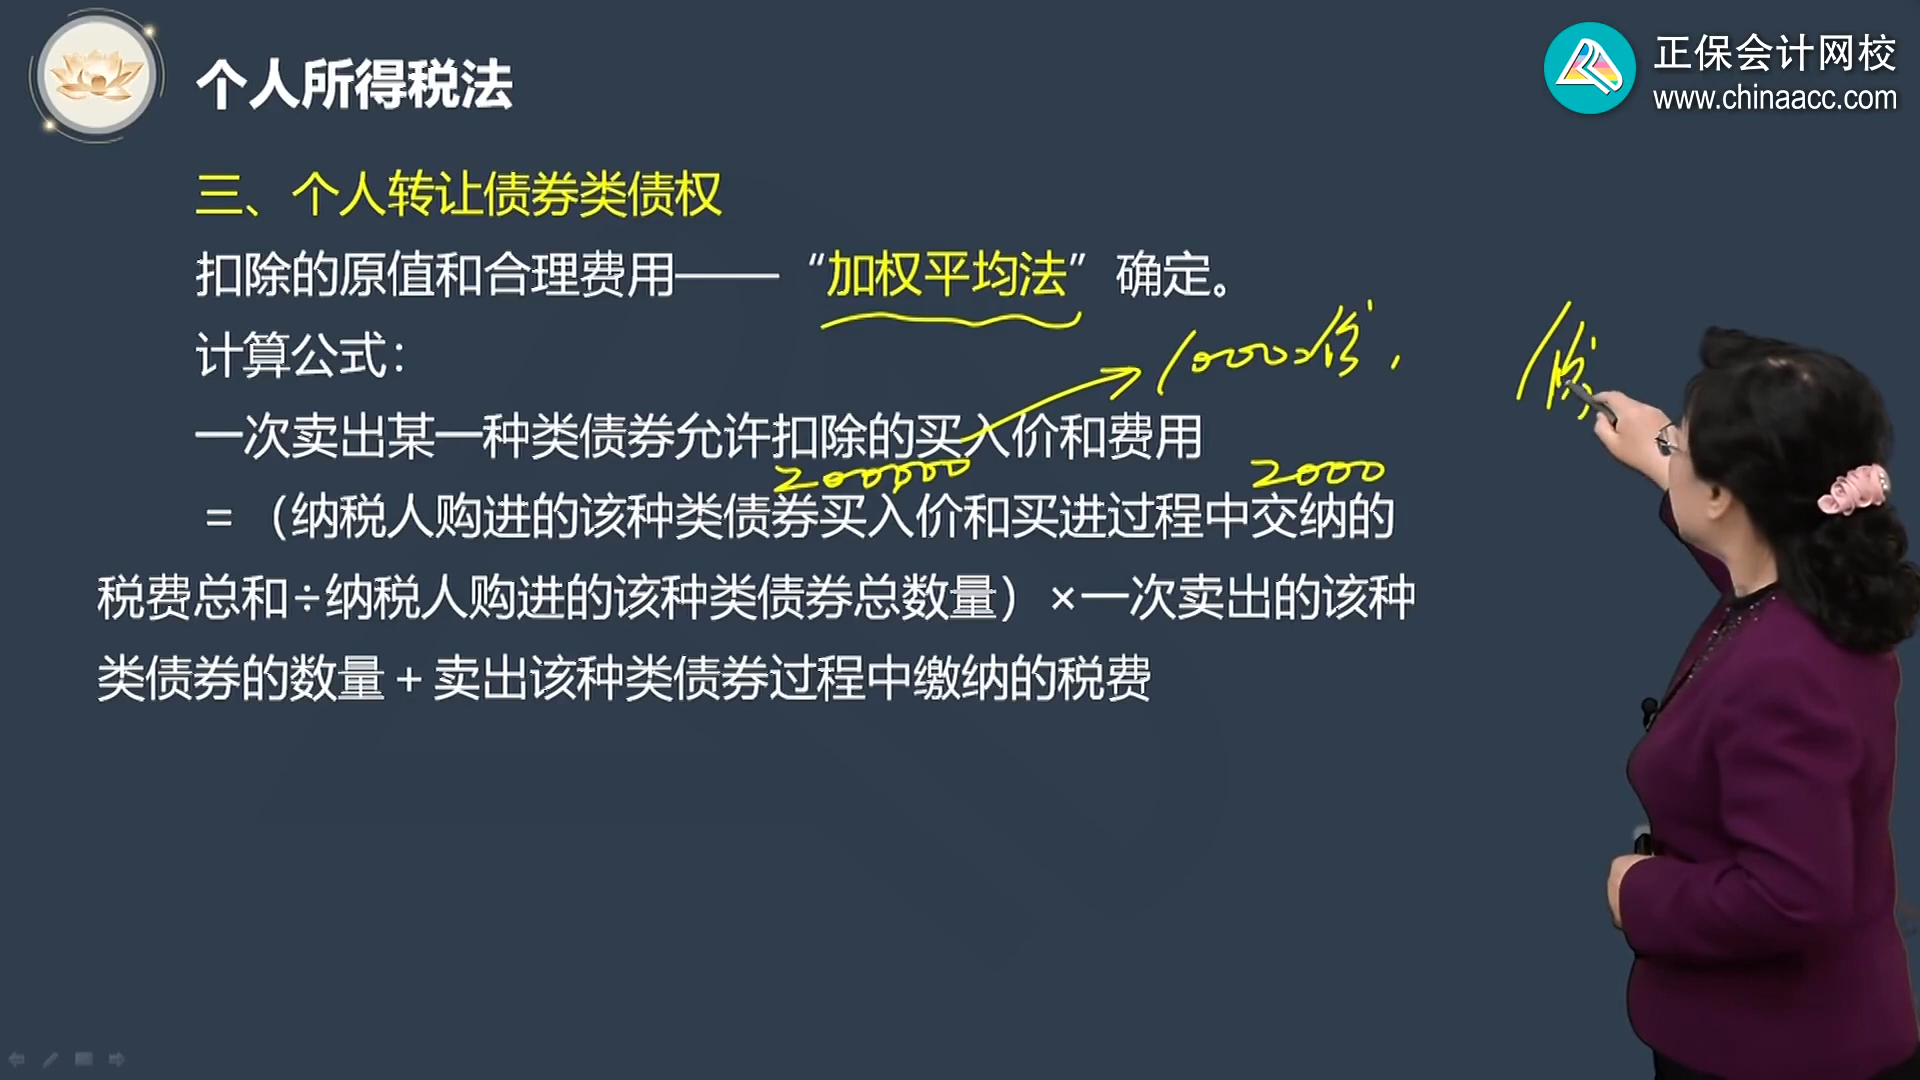 个人所得税法
正保会计网校
www.chinaacc.com
三、个人转让债券类债权
扣除的原值和合理费用——“加权平均法”确定。
计算公式：
10000份，
一次卖出某一种类债券允许扣除的买入价和费用
200000 2000
=（纳税人购进的该种类债券买入价和买进过程中交纳的
税费总和÷纳税人购进的该种类债券总数量）×一次卖出的该种
类债券的数量+卖出该种类债券过程中缴纳的税费